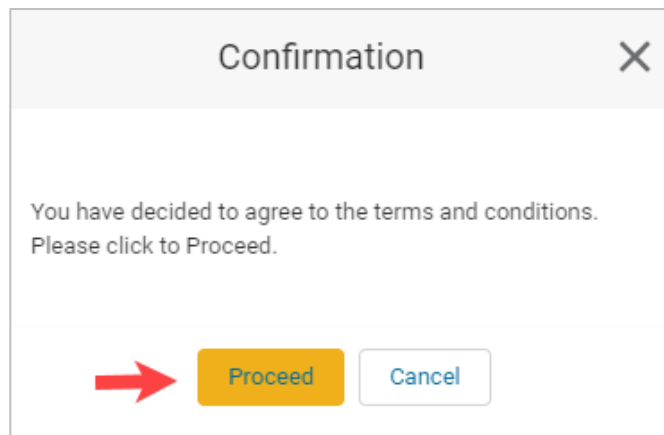 Confirmation
You have decided to agree to the terms and conditions.
Please click to Proceed.
Proceed
Cancel